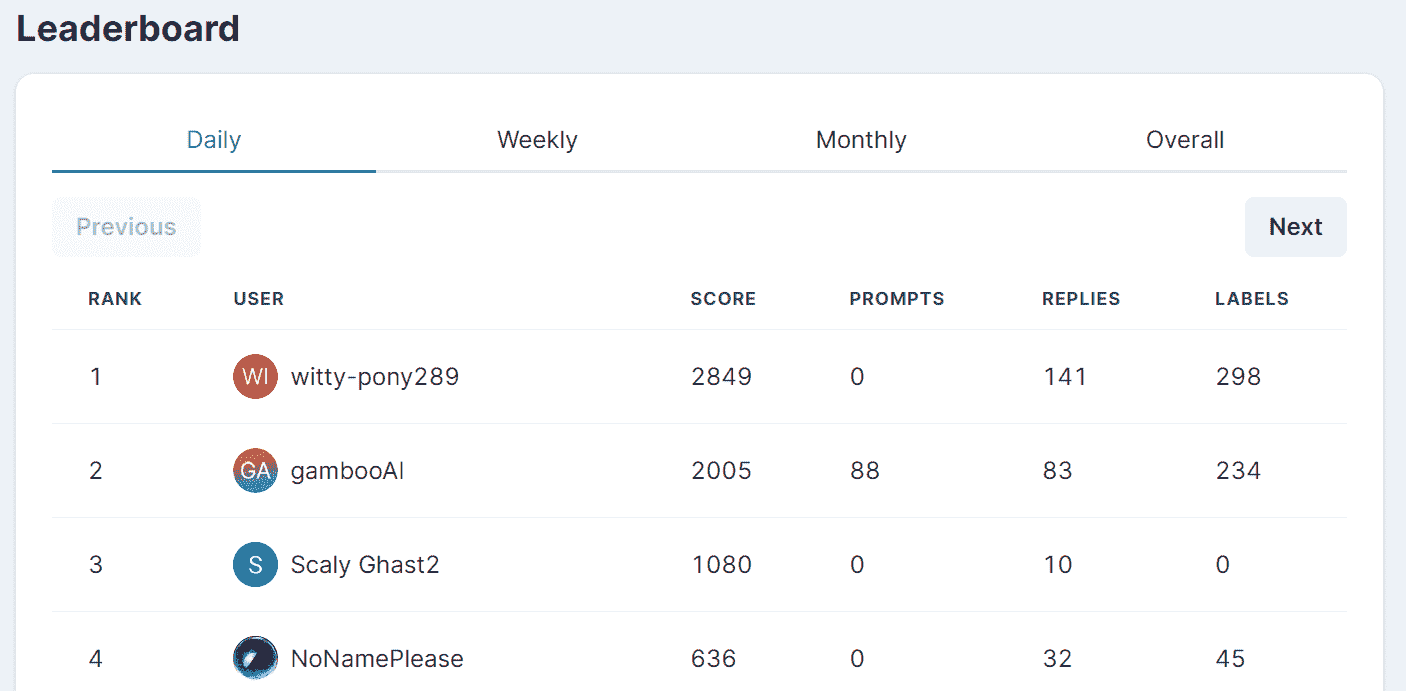 Leaderboard
Daily Weekly Monthly Overall
Previous Next
RANK USER SCORE PROMPTS REPLIES LABELS
1 WI witty-pony289 2849 0 141 298
2 GA gambooAI 2005 88 83 234
3 S Scaly Ghast2 1080 0 10 0
4 NoNamePlease 636 0 32 45